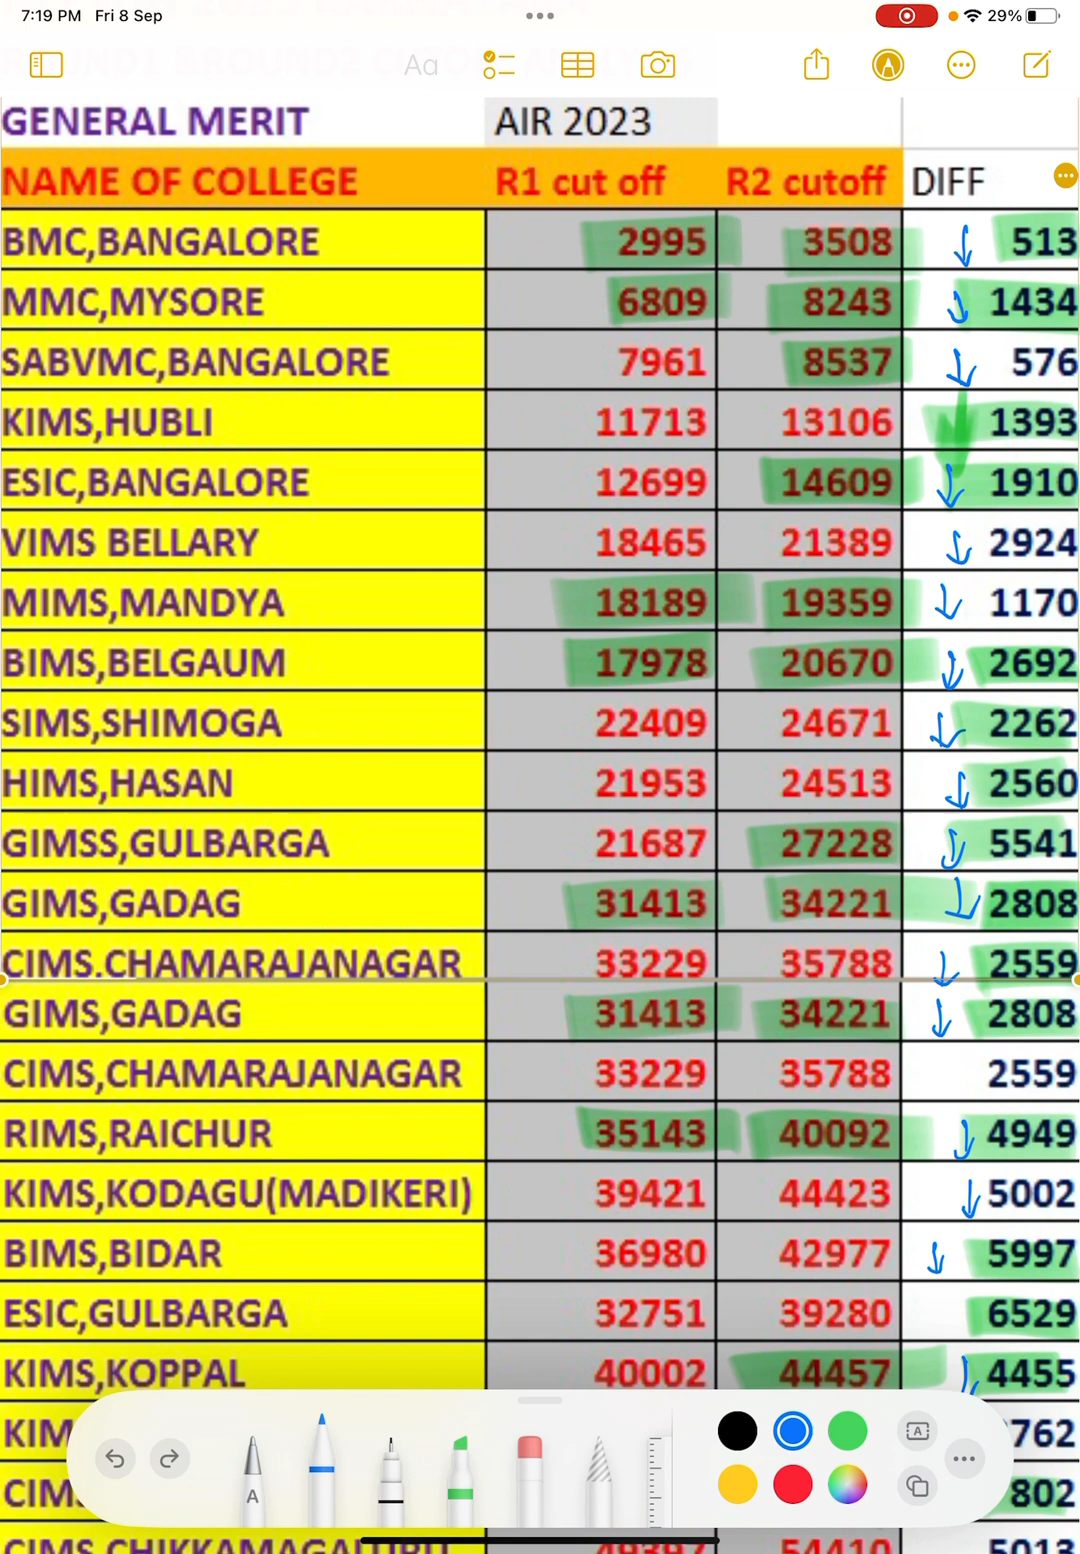 7:19 PM Fri 8 Sep 29%
Aa
GENERAL MERIT AIR 2023
NAME OF COLLEGE R1 cut off R2 cutoff DIFF
BMC,BANGALORE 2995 3508 513
MMC,MYSORE 6809 8243 1434
SABVMC,BANGALORE 7961 8537 576
KIMS,HUBLI 11713 13106 1393
ESIC,BANGALORE 12699 14609 1910
VIMS BELLARY 18465 21389 2924
MIMS,MANDYA 18189 19359 1170
BIMS,BELGAUM 17978 20670 2692
SIMS,SHIMOGA 22409 24671 2262
HIMS,HASAN 21953 24513 2560
GIMSS,GULBARGA 21687 27228 5541
GIMS,GADAG 31413 34221 2808
CIMS.CHAMARAJANAGAR 33229 35788 2559
GIMS,GADAG 31413 34221 2808
CIMS,CHAMARAJANAGAR 33229 35788 2559
RIMS,RAICHUR 35143 40092 4949
KIMS,KODAGU(MADIKERI) 39421 44423 5002
BIMS,BIDAR 36980 42977 5997
ESIC,GULBARGA 32751 39280 6529
KIMS,KOPPAL 40002 44457 4455
KIM 762
CIM 802
A A
CIMS 54410 5013